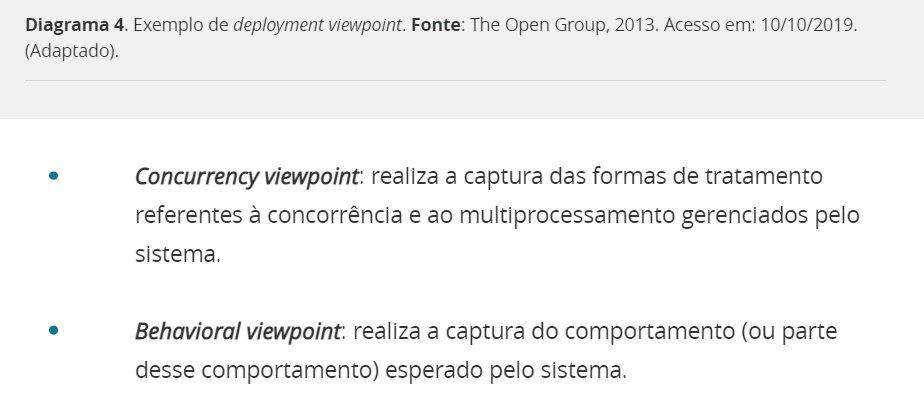 Diagrama 4. Exemplo de deployment viewpoint. Fonte: The Open Group, 2013. Acesso em: 10/10/2019.
(Adaptado).
• Concurrency viewpoint: realiza a captura das formas de tratamento
referentes à concorrência e ao multiprocessamento gerenciados pelo
sistema.
• Behavioral viewpoint: realiza a captura do comportamento (ou parte
desse comportamento) esperado pelo sistema.